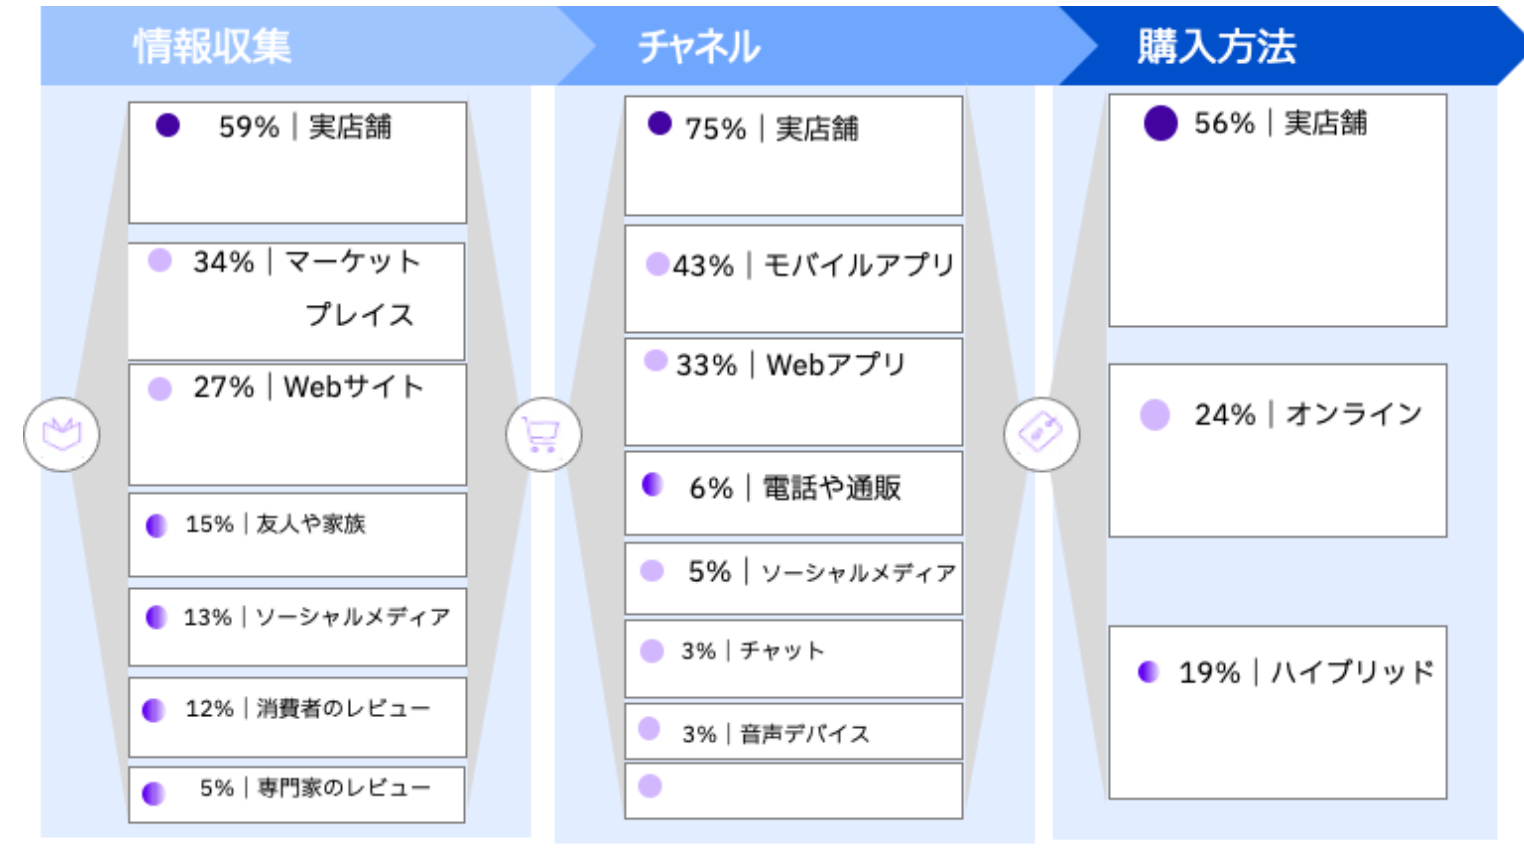 情報収集
59%｜実店舗
34%｜マーケット
プレイス
27%｜Webサイト
15%｜友人や家族
13%｜ソーシャルメディア
12%｜消費者のレビュー
5%｜専門家のレビュー
チャネル
75%｜実店舗
43%｜モバイルアプリ
33%｜Webアプリ
6%｜電話や通販
5%｜ソーシャルメディア
3%｜チャット
3%｜音声デバイス
購入方法
56%｜実店舗
24%｜オンライン
19%｜ハイブリッド